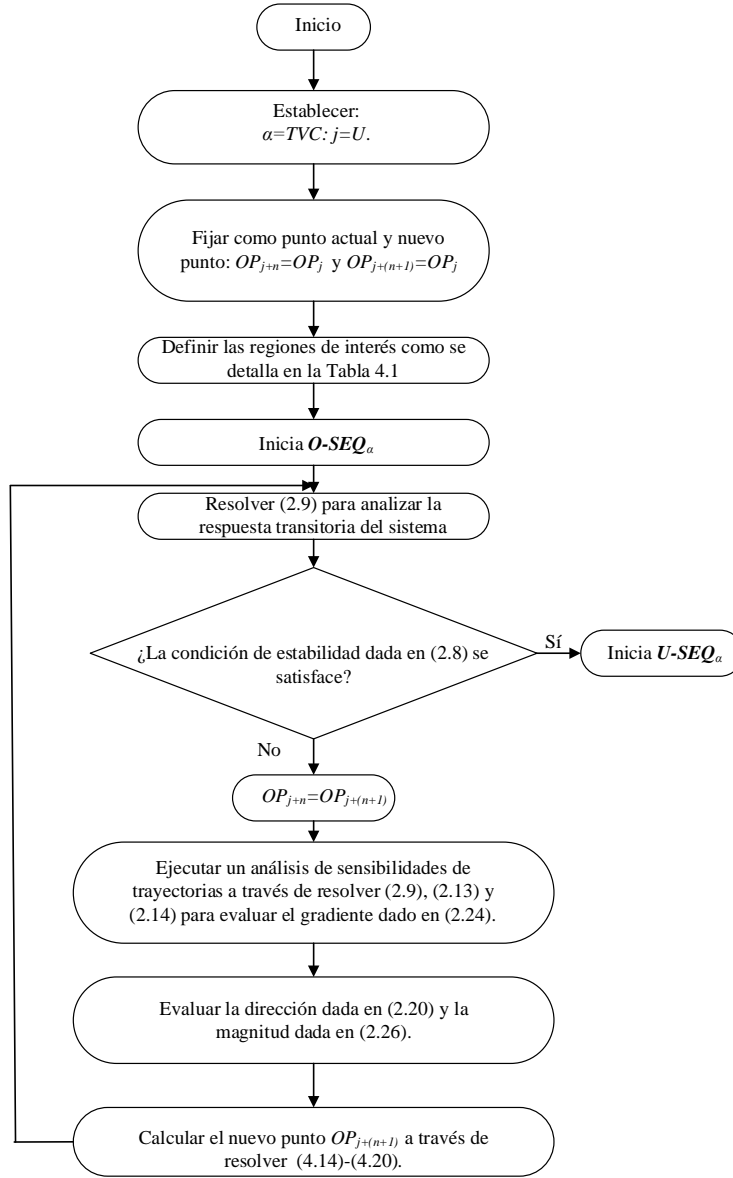 Inicio
Establecer:
α=TVC: j=U.
Fijar como punto actual y nuevo
punto: OPj+n=OPj y OPj+(n+1)=OPj
Definir las regiones de interés como se
detalla en la Tabla 4.1
Inicia O-SEQα
Resolver (2.9) para analizar la
respuesta transitoria del sistema
¿La condición de estabilidad dada en (2.8) se
satisface?
Sí
Inicia U-SEQα
No
OPj+n=OPj+(n+1)
Ejecutar un análisis de sensibilidades de
trayectorias a través de resolver (2.9), (2.13) y
(2.14) para evaluar el gradiente dado en (2.24).
Evaluar la dirección dada en (2.20) y la
magnitud dada en (2.26).
Calcular el nuevo punto OPj+(n+1) a través de
resolver (4.14)-(4.20).